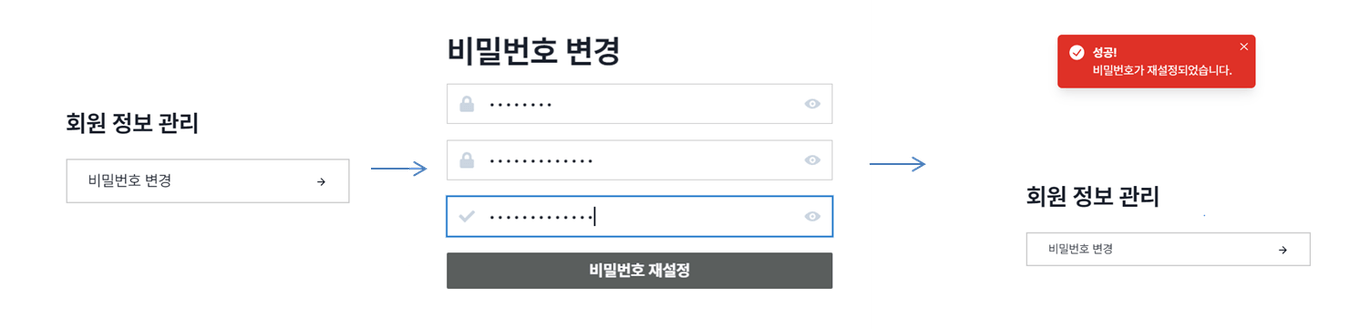 회원 정보 관리
비밀번호 변경
비밀번호 변경
비밀번호 재설정
성공!
비밀번호가 재설정되었습니다.
회원 정보 관리
비밀번호 변경